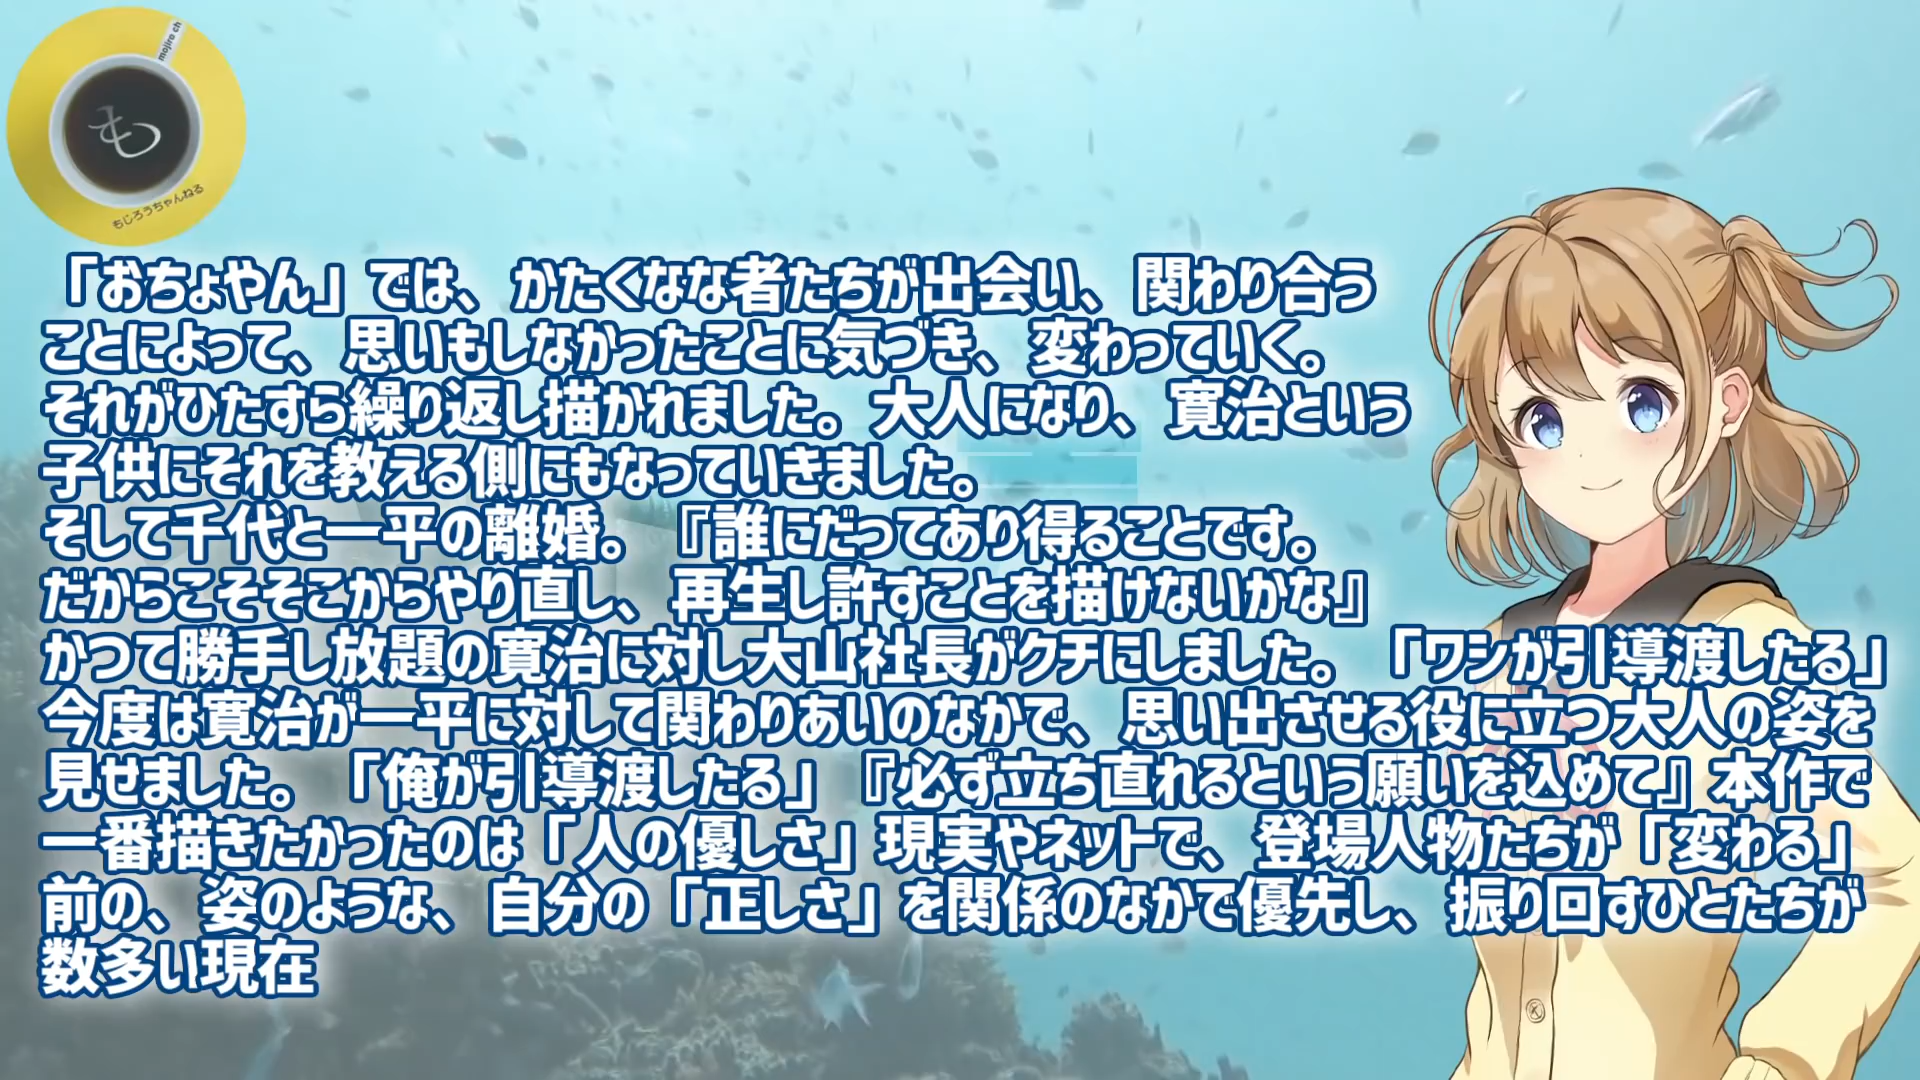 mojiro ch
も
もじろうちゃんねる
「おちょやん」では、かたくなな者たちが出会い、関わり合う
ことによって、思いもしなかったことに気づき、変わっていく。
それがひたすら繰り返し描かれました。大人になり、寛治という
子供にそれを教える側にもなっていきました。
そして千代と一平の離婚。『誰にだってあり得ることです。
だからこそそこからやり直し、再生し許すことを描けないかな』
かつて勝手し放題の寛治に対し大山社長がクチにしました。「ワシが引導渡したる」
今度は寛治が一平に対して関わりあいのなかで、思い出させる役に立つ大人の姿を
見せました。「俺が引導渡したる」『必ず立ち直れるという願いを込めて』本作で
一番描きたかったのは「人の優しさ」現実やネットで、登場人物たちが「変わる」
前の、姿のような、自分の「正しさ」を関係のなかで優先し、振り回すひとたちが
数多い現在